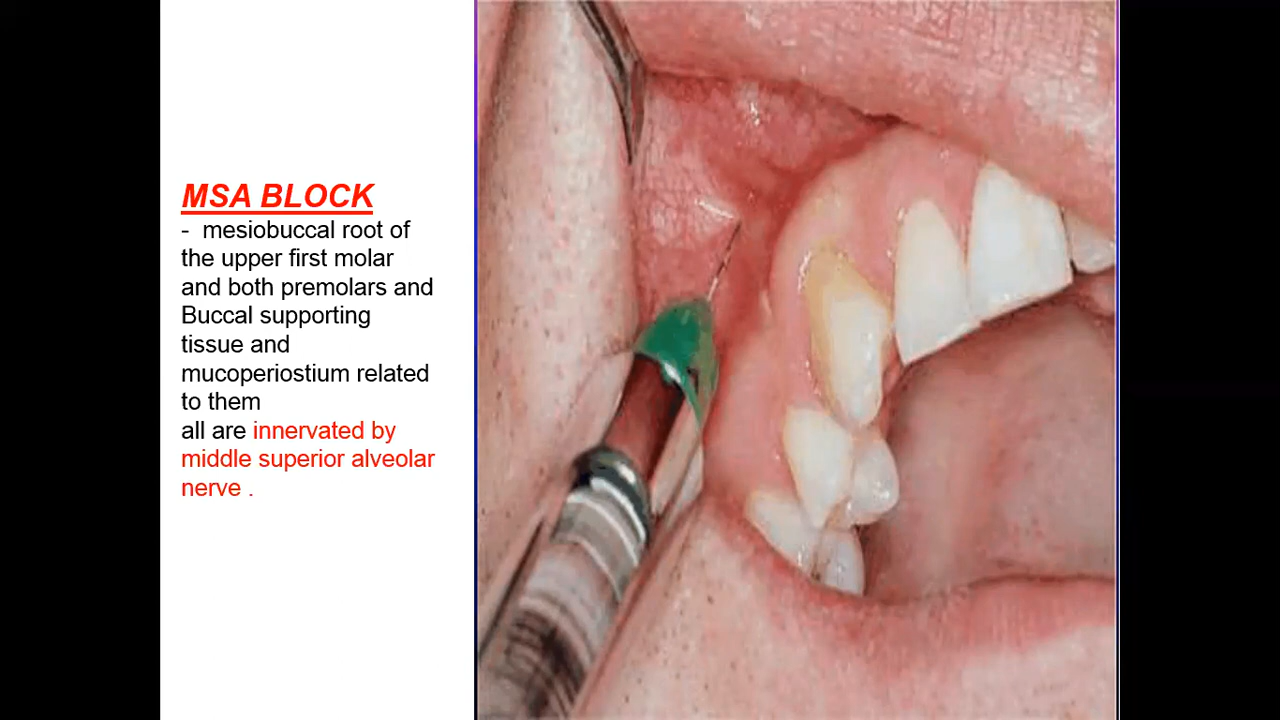 MSA BLOCK
- mesiobuccal root of
the upper first molar
and both premolars and
Buccal supporting
tissue and
mucoperiostium related
to them
all are innervated by
middle superior alveolar
nerve .